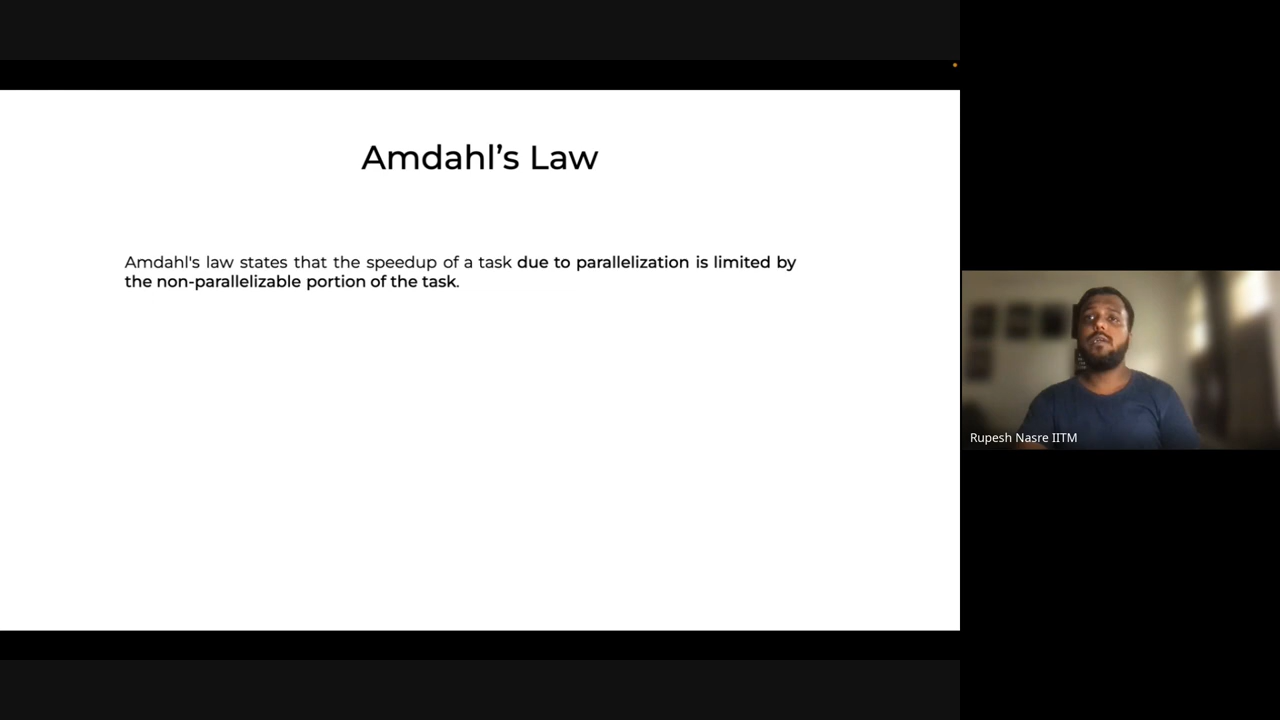 Amdahl’s Law
Amdahl's law states that the speedup of a task due to parallelization is limited by
the non-parallelizable portion of the task.
Rupesh Nasre IITM